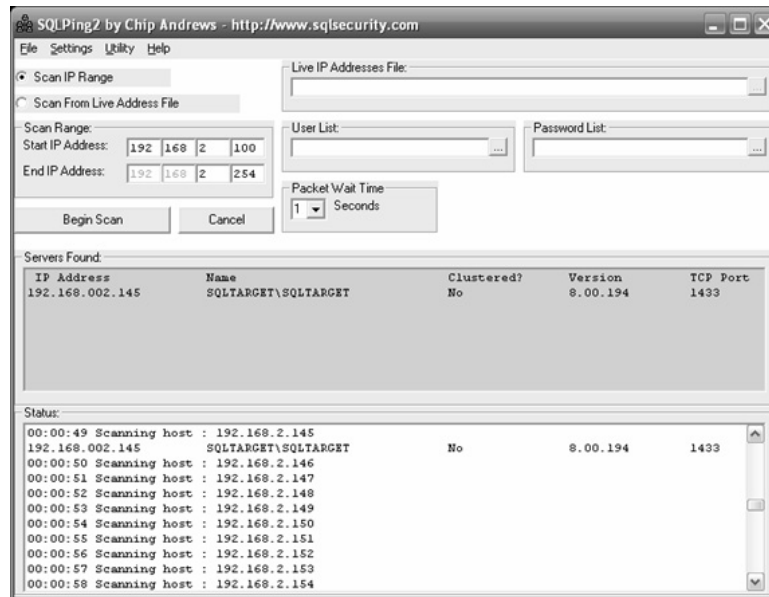 SQLPing2 by Chip Andrews - http://www.sqlsecurity.com
File Settings Utility Help
Scan IP Range
Scan From Live Address File
Live IP Addresses File:
...
Scan Range:
Start IP Address: 192 168 2 100
End IP Address: 192 168 2 254
User List:
...
Password List:
...
Packet Wait Time
1 Seconds
Begin Scan Cancel
Servers Found:
IP Address Name Clustered? Version TCP Port
192.168.002.145 SQLTARGET\SQLTARGET No 8.00.194 1433
Status:
00:00:49 Scanning host : 192.168.2.145
192.168.002.145 SQLTARGET\SQLTARGET No 8.00.194 1433
00:00:50 Scanning host : 192.168.2.146
00:00:51 Scanning host : 192.168.2.147
00:00:52 Scanning host : 192.168.2.148
00:00:53 Scanning host : 192.168.2.149
00:00:54 Scanning host : 192.168.2.150
00:00:55 Scanning host : 192.168.2.151
00:00:56 Scanning host : 192.168.2.152
00:00:57 Scanning host : 192.168.2.153
00:00:58 Scanning host : 192.168.2.154